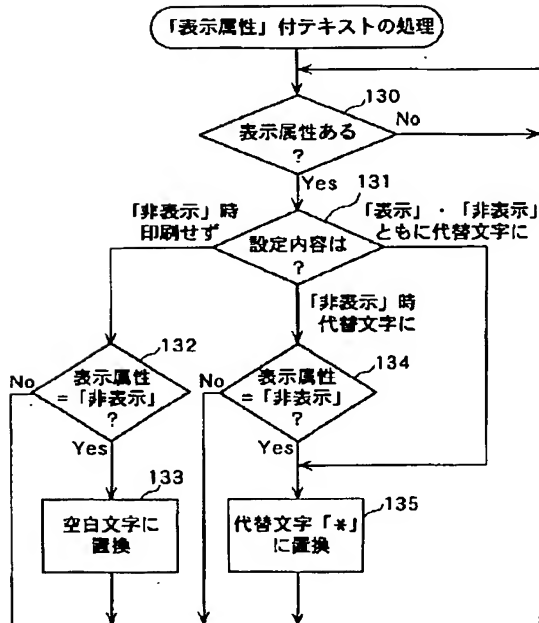 「表示属性」付テキストの処理
130
表示属性ある
?
No
Yes
131
「非表示」時
印刷せず
設定内容は
?
「表示」・「非表示」
ともに代替文字に
「非表示」時
代替文字に
132
No
表示属性
=「非表示」
?
Yes
134
No
表示属性
=「非表示」
?
Yes
133
空白文字に
置換
135
代替文字「*」
に置換